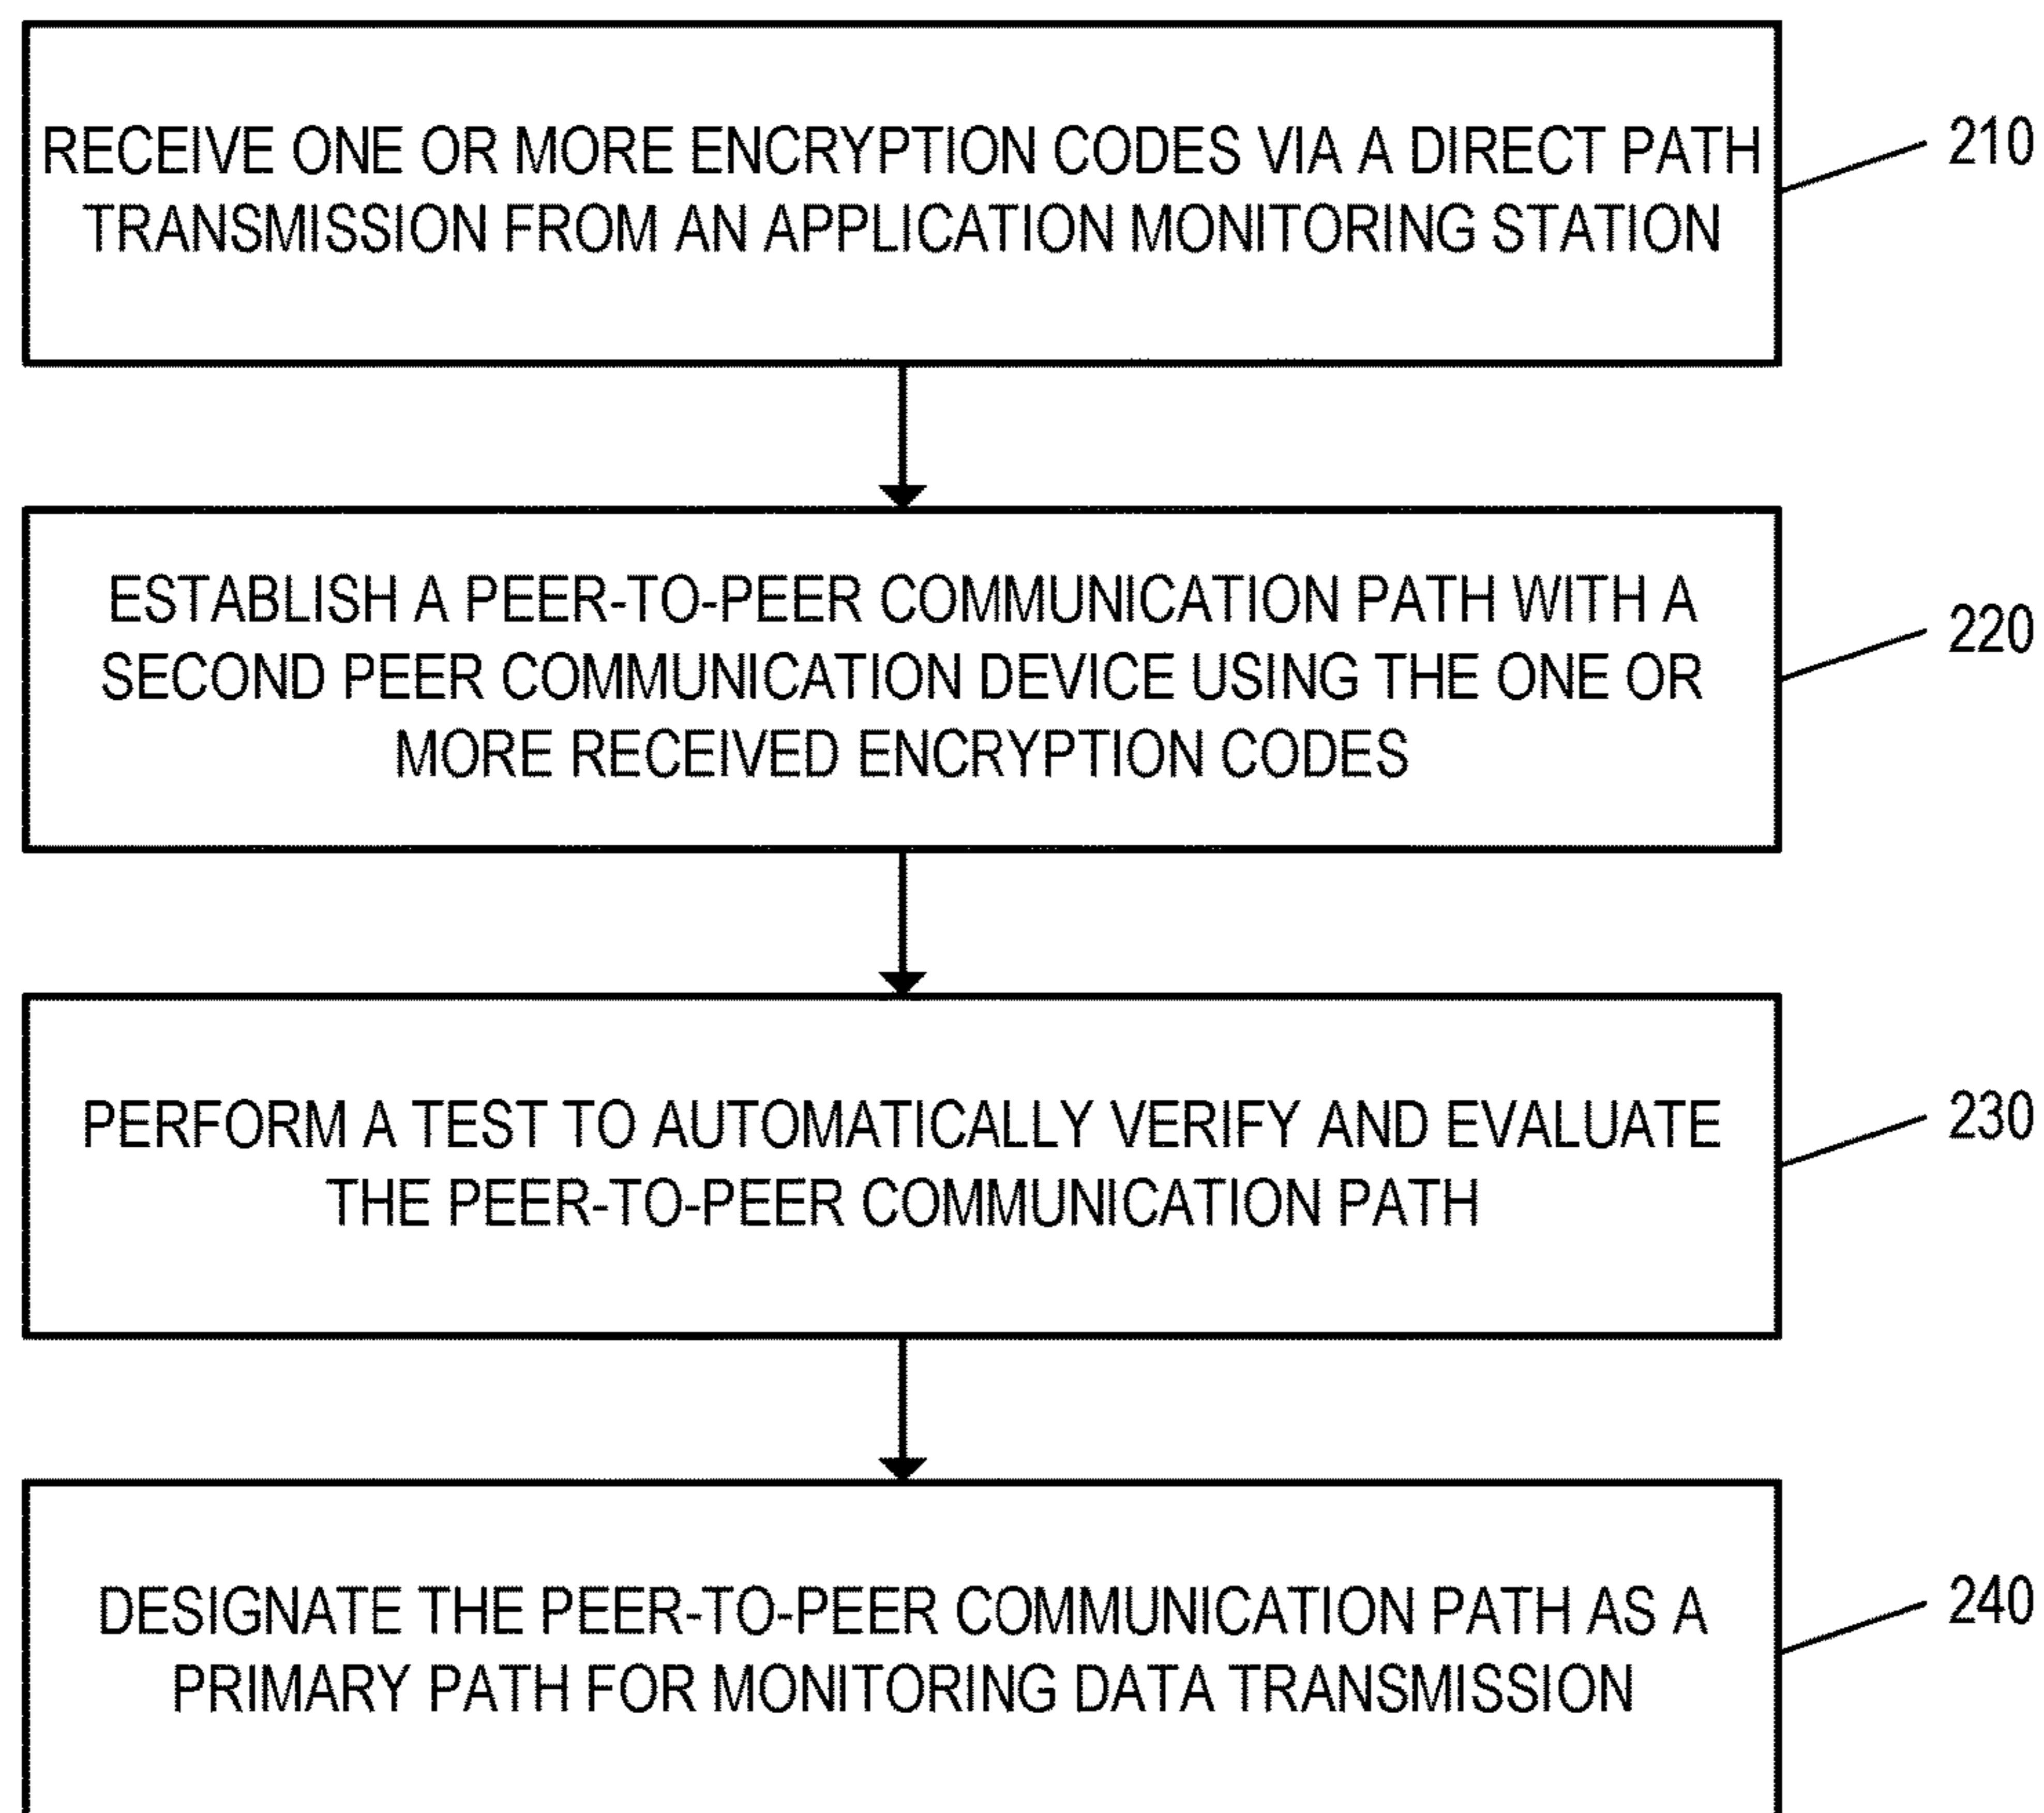 RECEIVE ONE OR MORE ENCRYPTION CODES VIA A DIRECT PATH
TRANSMISSION FROM AN APPLICATION MONITORING STATION
210
ESTABLISH A PEER-TO-PEER COMMUNICATION PATH WITH A
SECOND PEER COMMUNICATION DEVICE USING THE ONE OR
MORE RECEIVED ENCRYPTION CODES
220
PERFORM A TEST TO AUTOMATICALLY VERIFY AND EVALUATE
THE PEER-TO-PEER COMMUNICATION PATH
230
DESIGNATE THE PEER-TO-PEER COMMUNICATION PATH AS A
PRIMARY PATH FOR MONITORING DATA TRANSMISSION
240